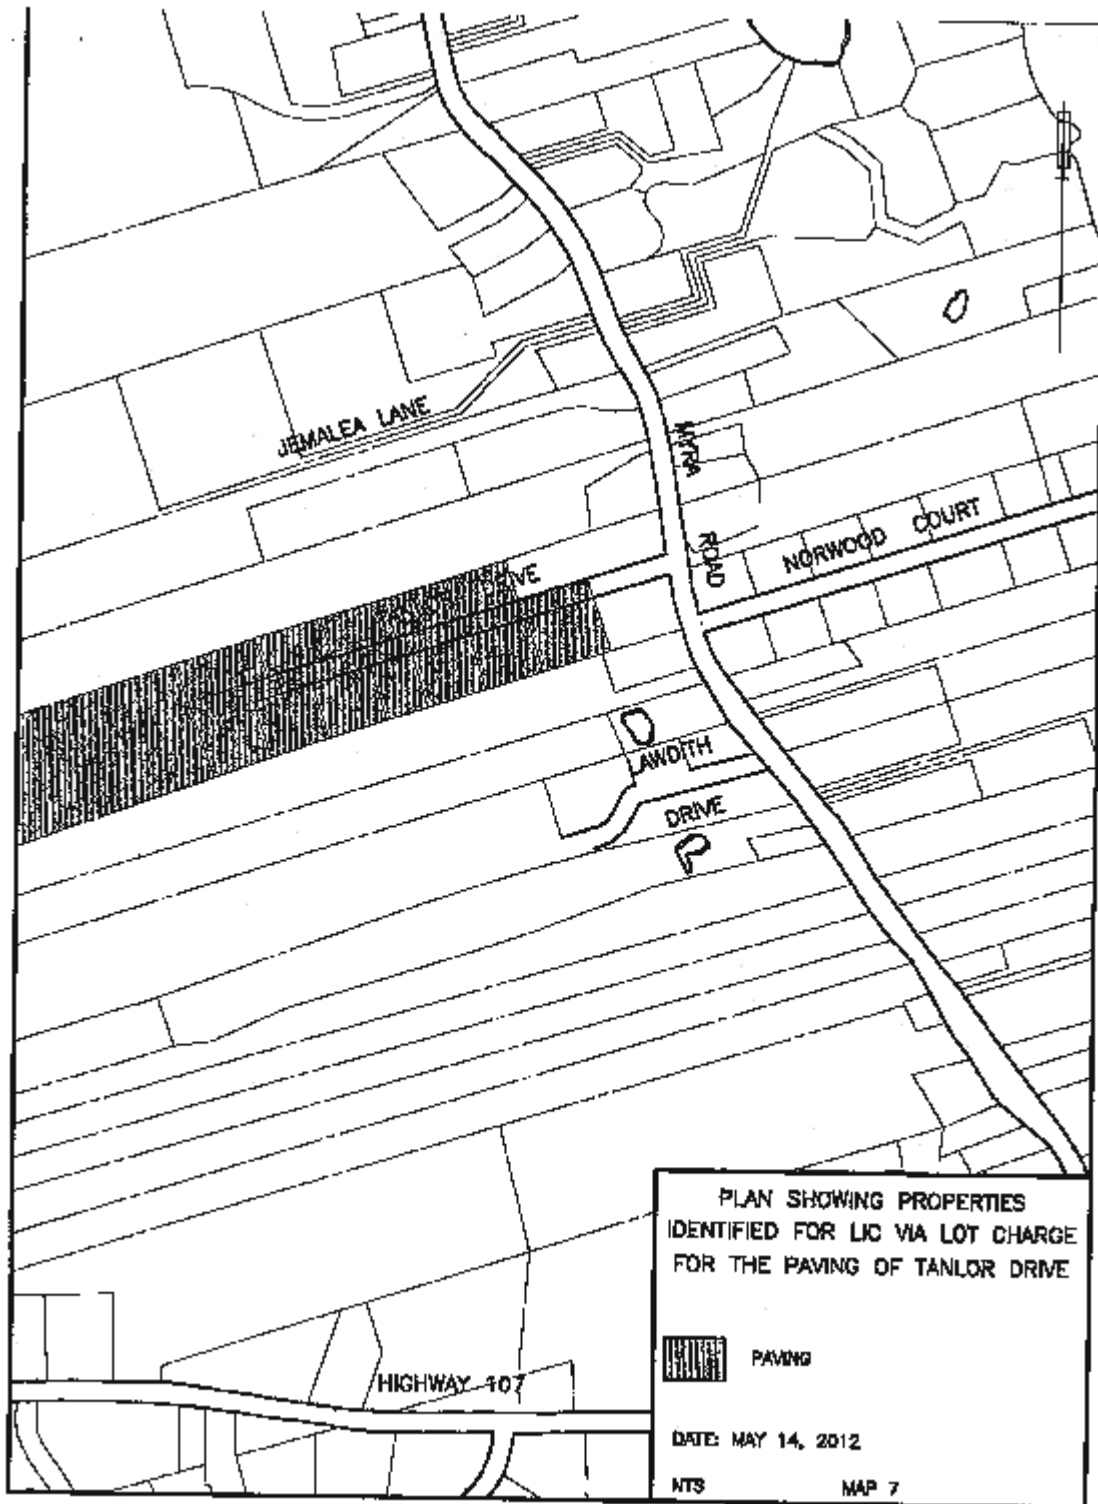 JEMALEA LANE
MYRA
ROAD
NORWOOD COURT
DRIVE
LAWDITH
DRIVE
HIGHWAY 107
PLAN SHOWING PROPERTIES
IDENTIFIED FOR LIC VIA LOT CHARGE
FOR THE PAVING OF TANLOR DRIVE
PAVING
DATE: MAY 14, 2012
NTS MAP 7